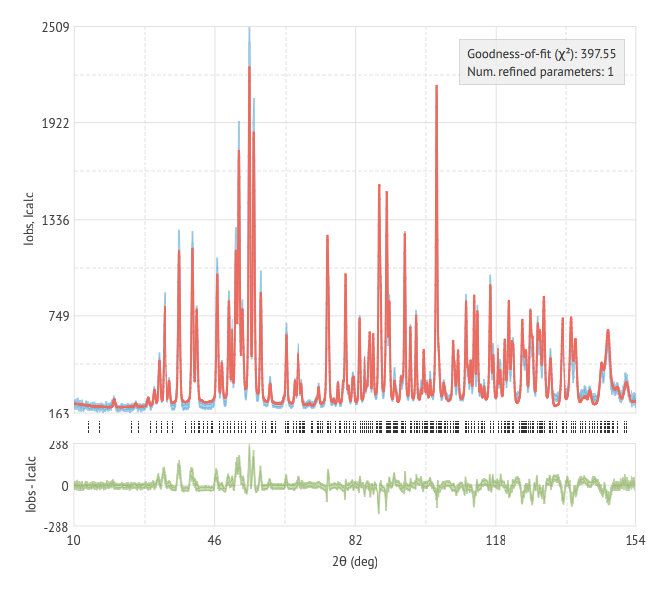 2509
Goodness-of-fit (χ²): 397.55
Num. refined parameters: 1
1922
1336
749
163
Iobs, Icalc
288
0
-288
Iobs - Icalc
10
46
82
118
154
2θ (deg)